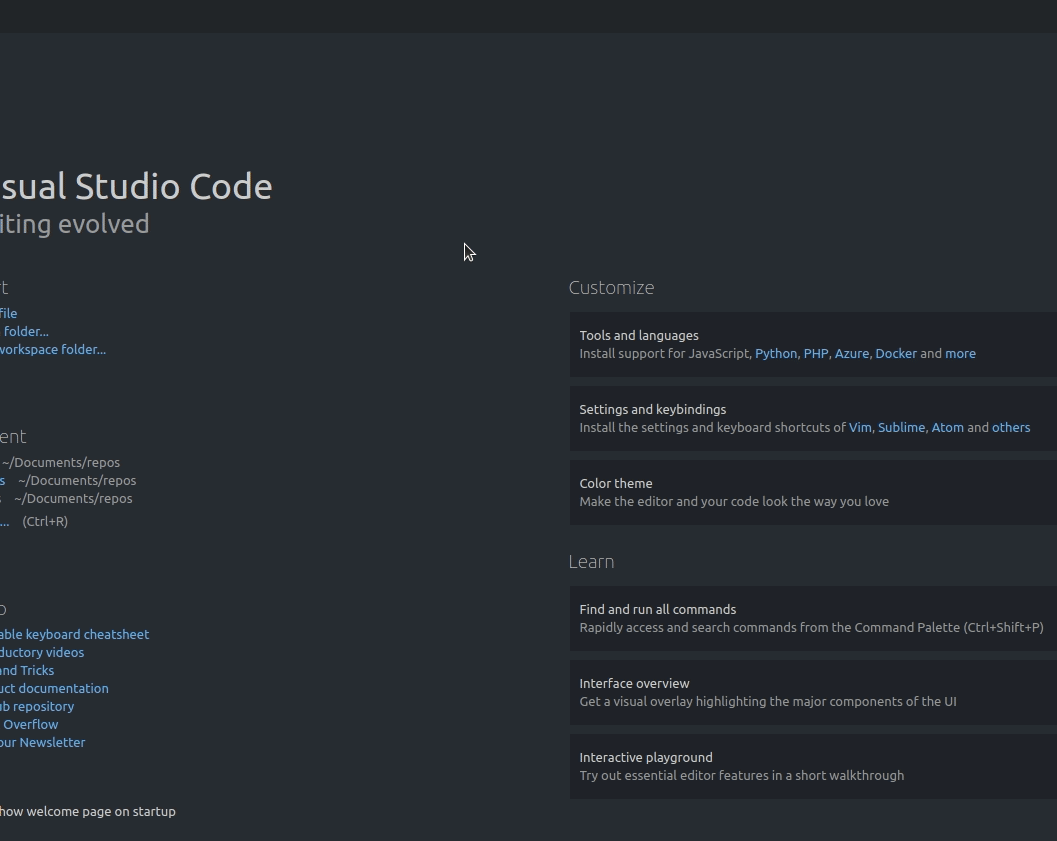 sual Studio Code
iting evolved
rt
file
folder...
workspace folder...
ent
~/Documents/repos
s ~/Documents/repos
s ~/Documents/repos
... (Ctrl+R)
p
able keyboard cheatsheet
ductory videos
and Tricks
uct documentation
ub repository
Overflow
our Newsletter
how welcome page on startup
Customize
Tools and languages
Install support for JavaScript, Python, PHP, Azure, Docker and more
Settings and keybindings
Install the settings and keyboard shortcuts of Vim, Sublime, Atom and others
Color theme
Make the editor and your code look the way you love
Learn
Find and run all commands
Rapidly access and search commands from the Command Palette (Ctrl+Shift+P)
Interface overview
Get a visual overlay highlighting the major components of the UI
Interactive playground
Try out essential editor features in a short walkthrough